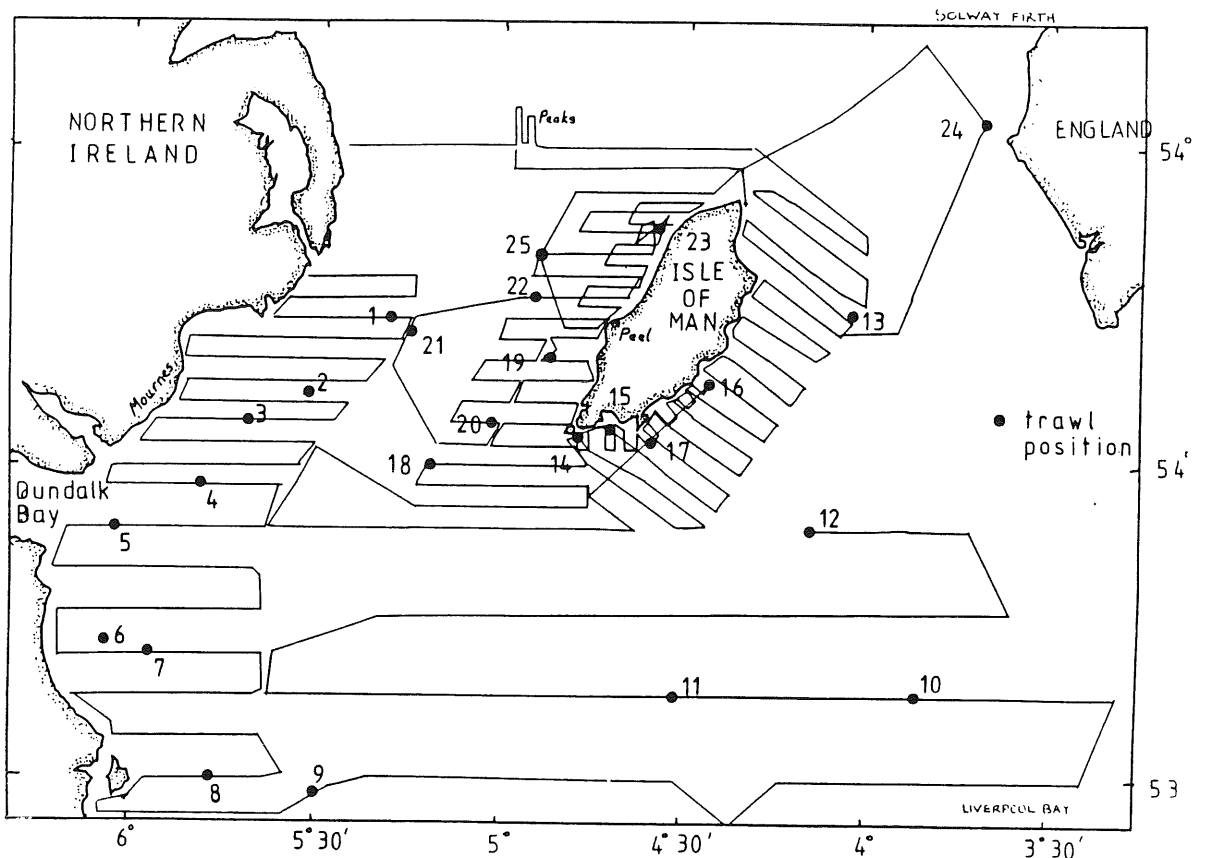 SOLWAY FIRTH
NORTHERN
IRELAND
Peaks
24
ENGLAND
54°
25
23
ISLE
OF
MAN
22
1
21
Peel
13
19
Mournes
2
3
15
16
20
trawl
position
14
17
18
54'
4
Dundalk
Bay
5
12
6
7
11
10
8
9
53
LIVERPOOL BAY
6°
5°30'
5°
4°30'
4°
3°30'